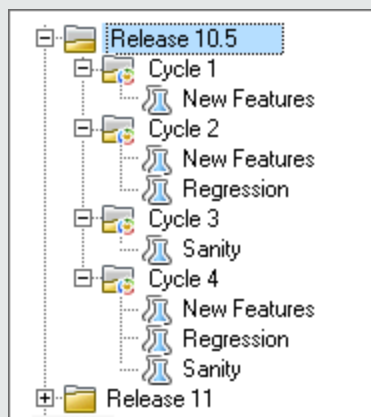 Release 10.5
Cycle 1
New Features
Cycle 2
New Features
Regression
Cycle 3
Sanity
Cycle 4
New Features
Regression
Sanity
Release 11